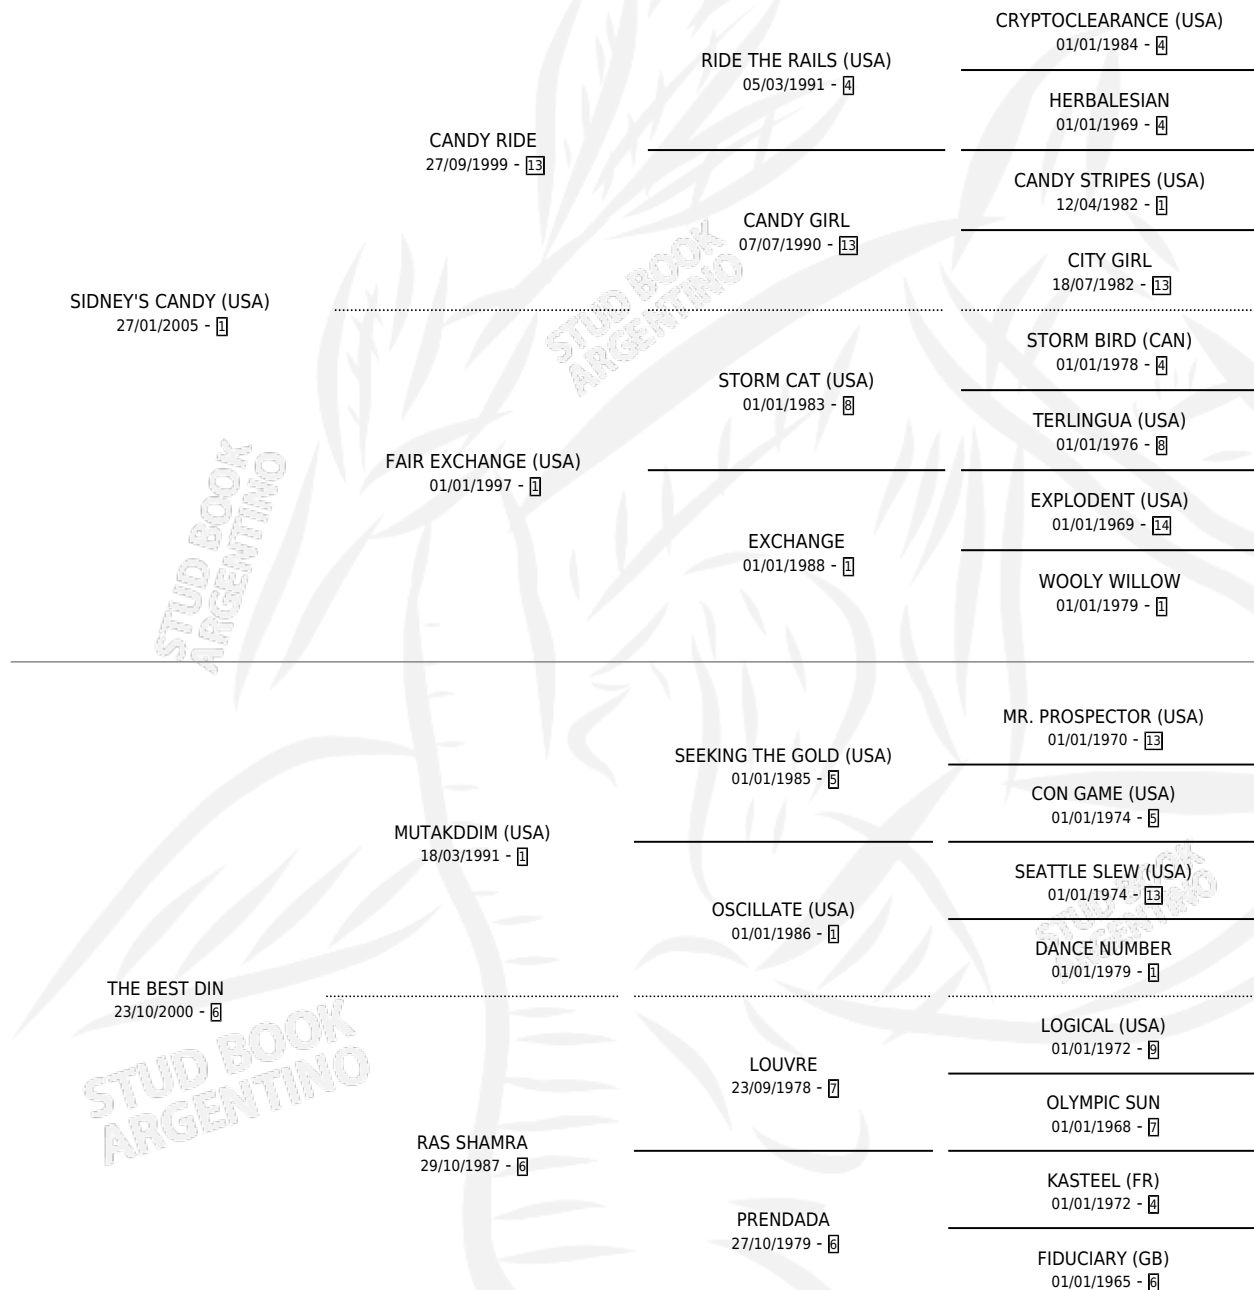 CRYPTOCLEARANCE (USA)
01/01/1984 - 4
RIDE THE RAILS (USA)
05/03/1991 - 4
HERBALESIAN
01/01/1969 - 4
CANDY RIDE
27/09/1999 - 13
CANDY STRIPES (USA)
12/04/1982 - 1
CANDY GIRL
07/07/1990 - 13
CITY GIRL
18/07/1982 - 13
SIDNEY'S CANDY (USA)
27/01/2005 - 1
STORM BIRD (CAN)
01/01/1978 - 4
STORM CAT (USA)
01/01/1983 - 8
TERLINGUA (USA)
01/01/1976 - 8
FAIR EXCHANGE (USA)
01/01/1997 - 1
EXPLODENT (USA)
01/01/1969 - 14
EXCHANGE
01/01/1988 - 1
WOOLY WILLOW
01/01/1979 - 1
MR. PROSPECTOR (USA)
01/01/1970 - 13
SEEKING THE GOLD (USA)
01/01/1985 - 5
CON GAME (USA)
01/01/1974 - 5
MUTAKDDIM (USA)
18/03/1991 - 1
SEATTLE SLEW (USA)
01/01/1974 - 13
OSCILLATE (USA)
01/01/1986 - 1
DANCE NUMBER
01/01/1979 - 1
THE BEST DIN
23/10/2000 - 6
LOGICAL (USA)
01/01/1972 - 9
LOUVRE
23/09/1978 - 7
OLYMPIC SUN
01/01/1968 - 7
RAS SHAMRA
29/10/1987 - 6
KASTEEL (FR)
01/01/1972 - 4
PRENDADA
27/10/1979 - 6
FIDUCIARY (GB)
01/01/1965 - 6
STUD BOOK
ARGENTINO
STUD BOOK
ARGENTINO
STUD BOOK
ARGENTINO
STUD BOOK
ARGENTINO